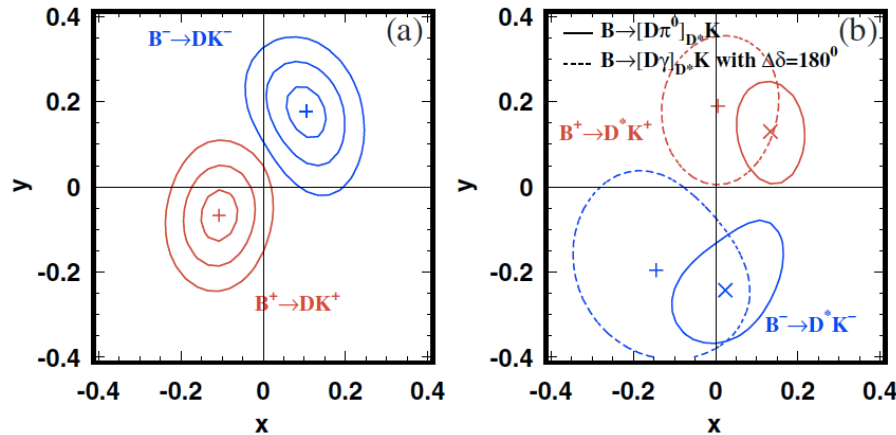 (a)
B⁻→DK⁻
B⁺→DK⁺
0.4
0.2
0
-0.2
-0.4
y
-0.4 -0.2 0 0.2 0.4
x
(b)
B→[Dπ⁰]_D*K
B→[Dγ]_D*K with Δδ=180⁰
B⁺→D*K⁺
B⁻→D*K⁻
0.4
0.2
0
-0.2
-0.4
y
-0.4 -0.2 0 0.2 0.4
x